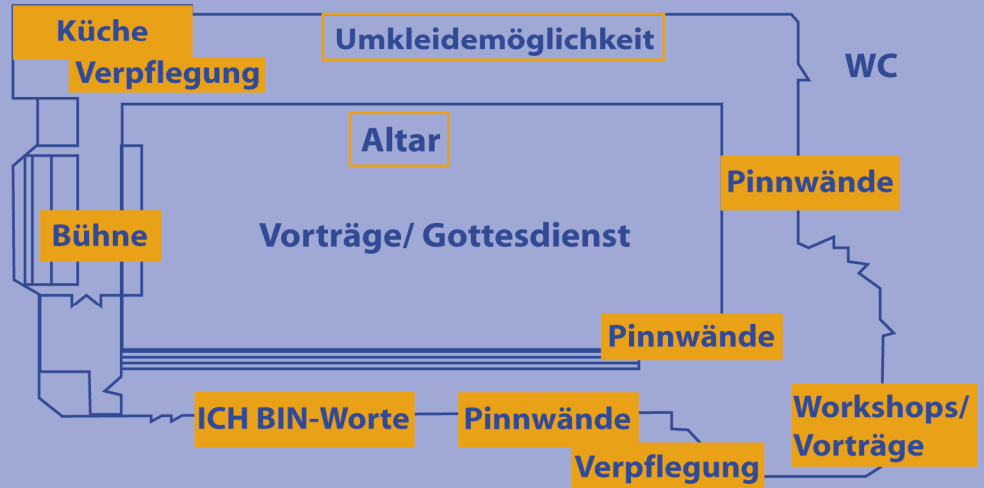 Küche
Umkleidemöglichkeit
WC
Verpflegung
Altar
Pinnwände
Bühne
Vorträge/ Gottesdienst
Pinnwände
ICH BIN-Worte
Pinnwände
Workshops/
Vorträge
Verpflegung